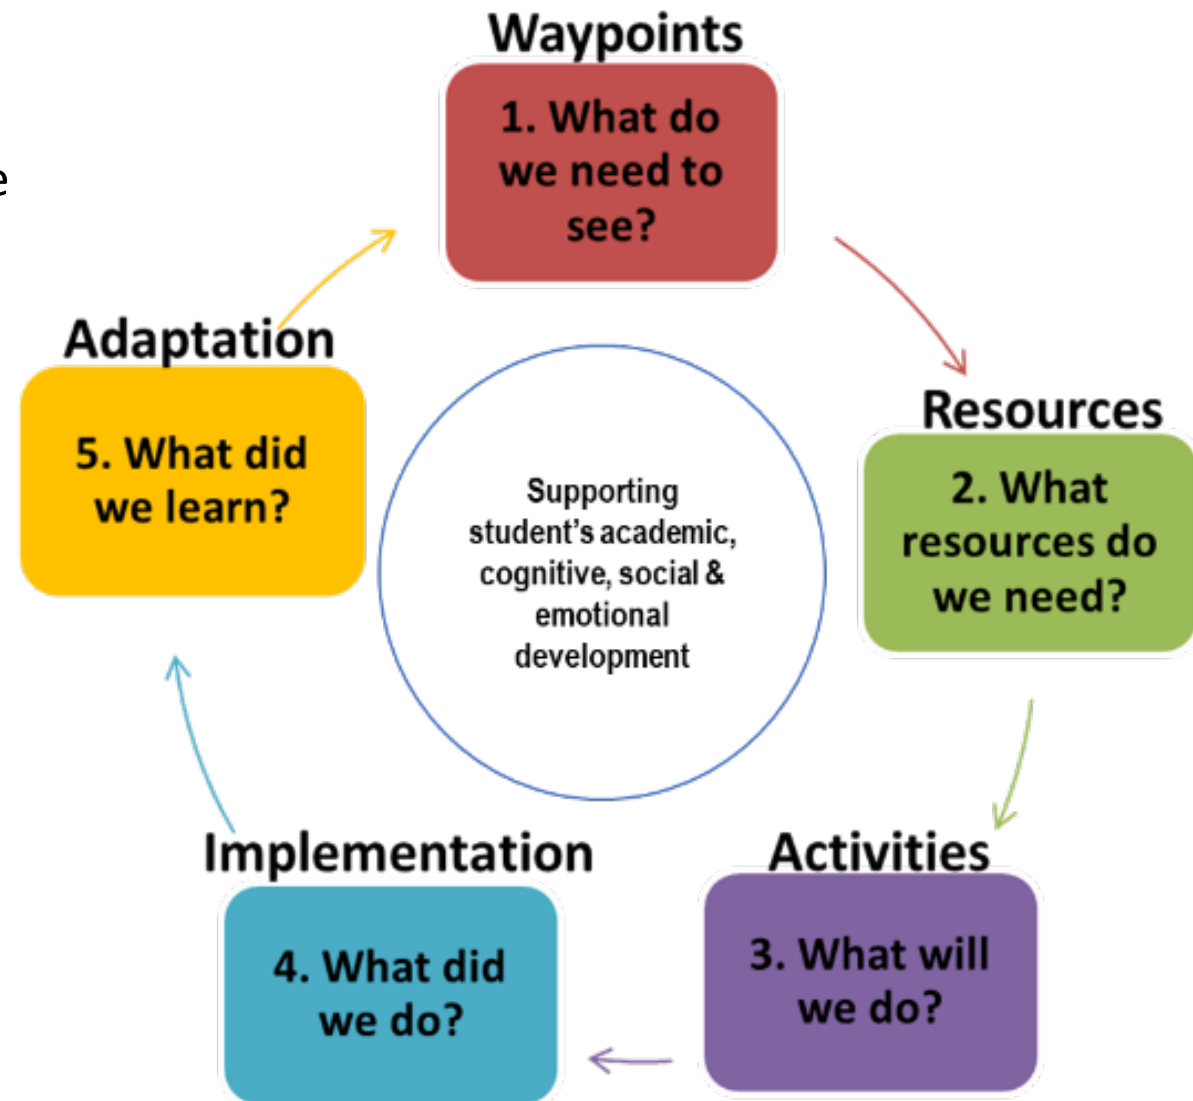 Waypoints
1. What do
we need to
see?
e
Resources
2. What
resources do
we need?
Activities
3. What will
we do?
Implementation
4. What did
we do?
Adaptation
5. What did
we learn?
Supporting
student's academic,
cognitive, social &
emotional
development